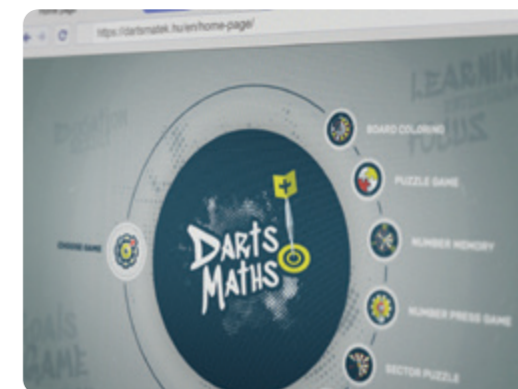 https://dartsmatek.hu/en/home-page/
LEARNING
FOCUS
BOARD COLORING
PUZZLE GAME
CHOOSE GAME
DARTS
MATHS
NUMBER MEMORY
NUMBER PRESS GAME
GAME
SECTOR PUZZLE